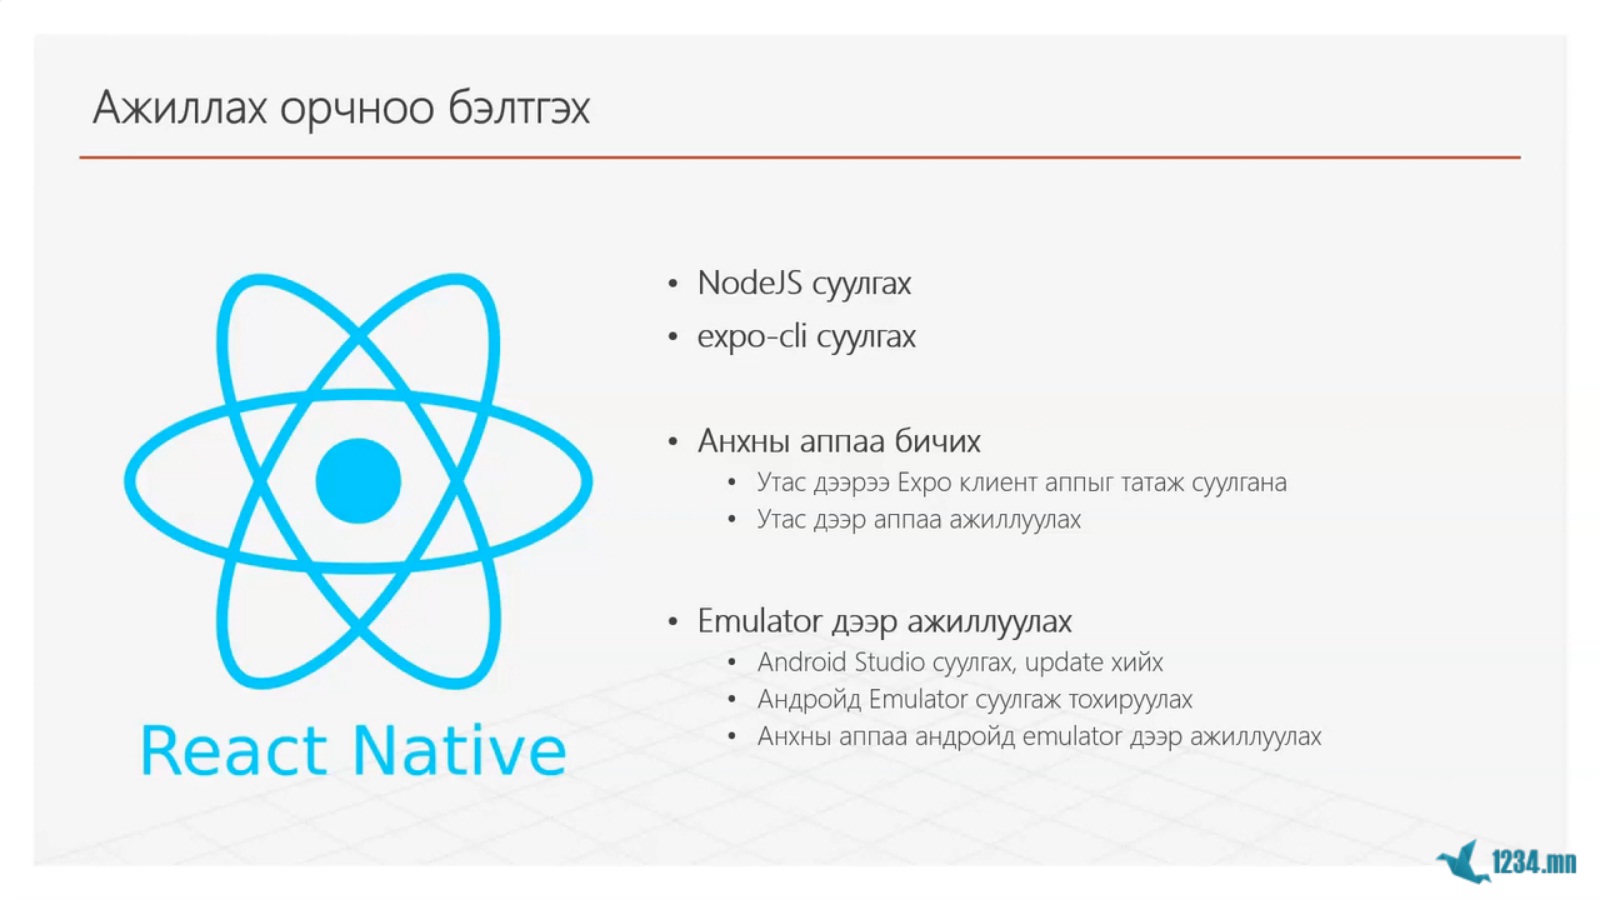 Ажиллах орчноо бэлтгэх
• NodeJS суулгах
• expo-cli суулгах
• Анхны аппаа бичих
• Утас дээрээ Expo клиент аппыг татаж суулгана
• Утас дээр аппаа ажиллуулах
• Emulator дээр ажиллуулах
• Android Studio суулгах, update хийх
• Андройд Emulator суулгаж тохируулах
• Анхны аппаа андройд emulator дээр ажиллуулах
React Native
1234.mn